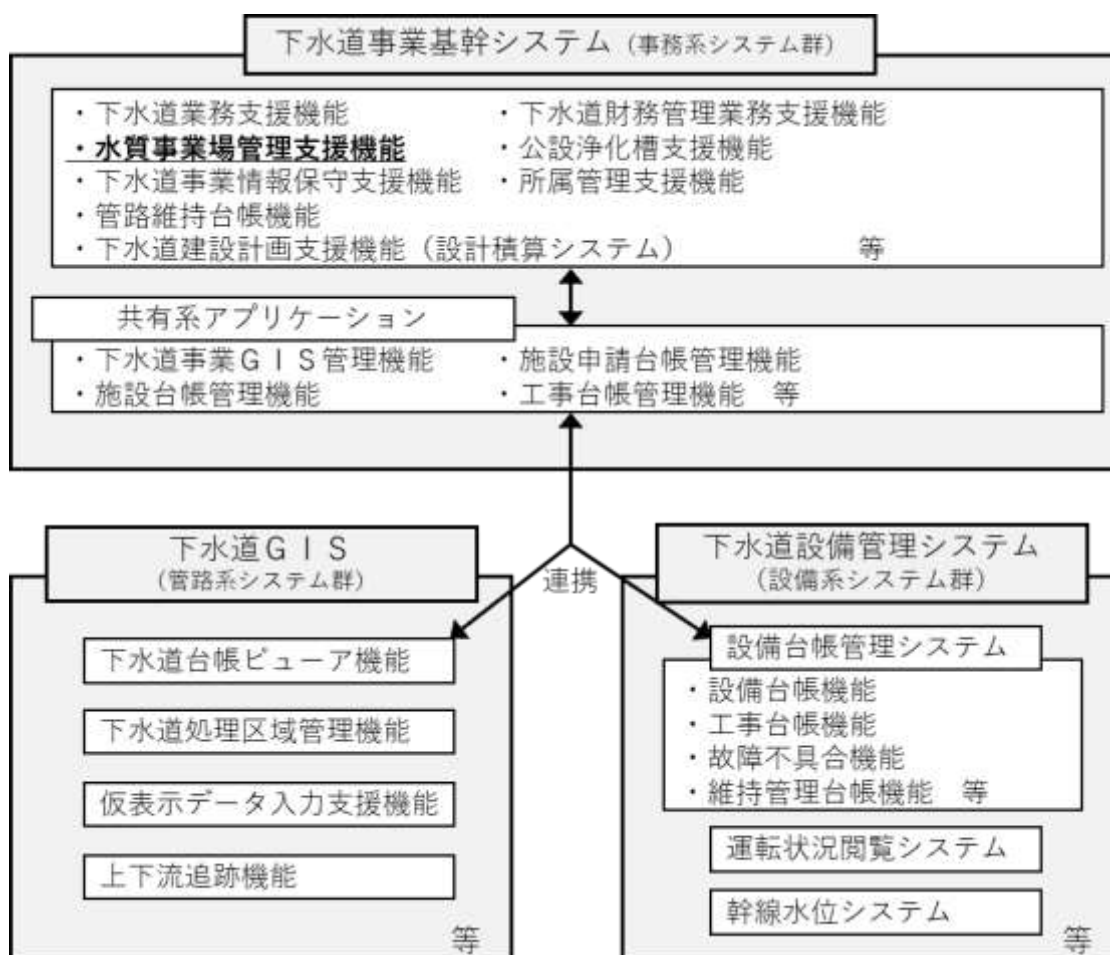 下水道事業基幹システム（事務系システム群）
・下水道業務支援機能　・下水道財務管理業務支援機能
・水質事業場管理支援機能　・公設浄化槽支援機能
・下水道事業情報保守支援機能　・所属管理支援機能
・管路維持台帳機能
・下水道建設計画支援機能（設計積算システム）　等
共有系アプリケーション
・下水道事業ＧＩＳ管理機能　・施設申請台帳管理機能
・施設台帳管理機能　・工事台帳管理機能　等
連携
下水道ＧＩＳ
（管路系システム群）
下水道台帳ビューア機能
下水道処理区域管理機能
仮表示データ入力支援機能
上下流追跡機能
等
下水道設備管理システム
（設備系システム群）
設備台帳管理システム
・設備台帳機能
・工事台帳機能
・故障不具合機能
・維持管理台帳機能　等
運転状況閲覧システム
幹線水位システム
等